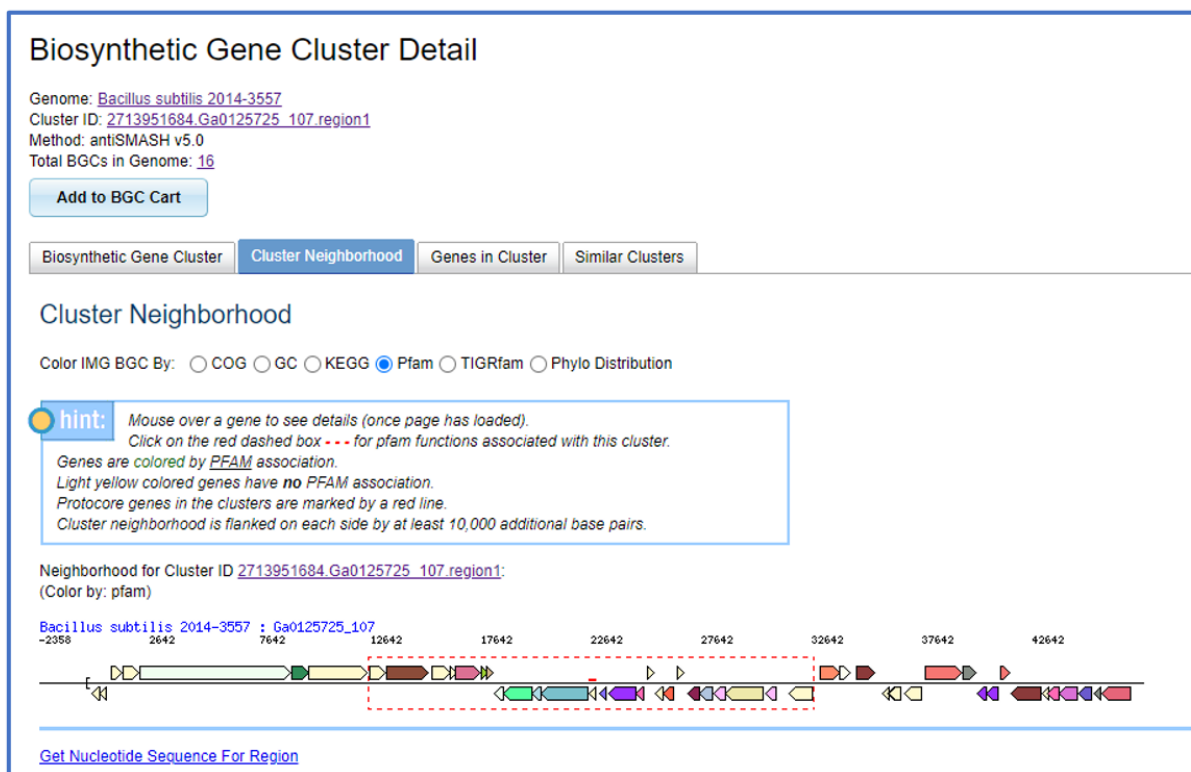 Biosynthetic Gene Cluster Detail
Genome: Bacillus subtilis 2014-3557
Cluster ID: 2713951684.Ga0125725_107.region1
Method: antiSMASH v5.0
Total BGCs in Genome: 16
Add to BGC Cart
Biosynthetic Gene Cluster Cluster Neighborhood Genes in Cluster Similar Clusters
Cluster Neighborhood
Color IMG BGC By: COG GC KEGG Pfam TIGRfam Phylo Distribution
hint: Mouse over a gene to see details (once page has loaded).
Click on the red dashed box - - - for pfam functions associated with this cluster.
Genes are colored by PFAM association.
Light yellow colored genes have no PFAM association.
Protocore genes in the clusters are marked by a red line.
Cluster neighborhood is flanked on each side by at least 10,000 additional base pairs.
Neighborhood for Cluster ID 2713951684.Ga0125725_107.region1:
(Color by: pfam)
Bacillus subtilis 2014-3557 : Ga0125725_107
-2358 2642 7642 12642 17642 22642 27642 32642 37642 42642
Get Nucleotide Sequence For Region